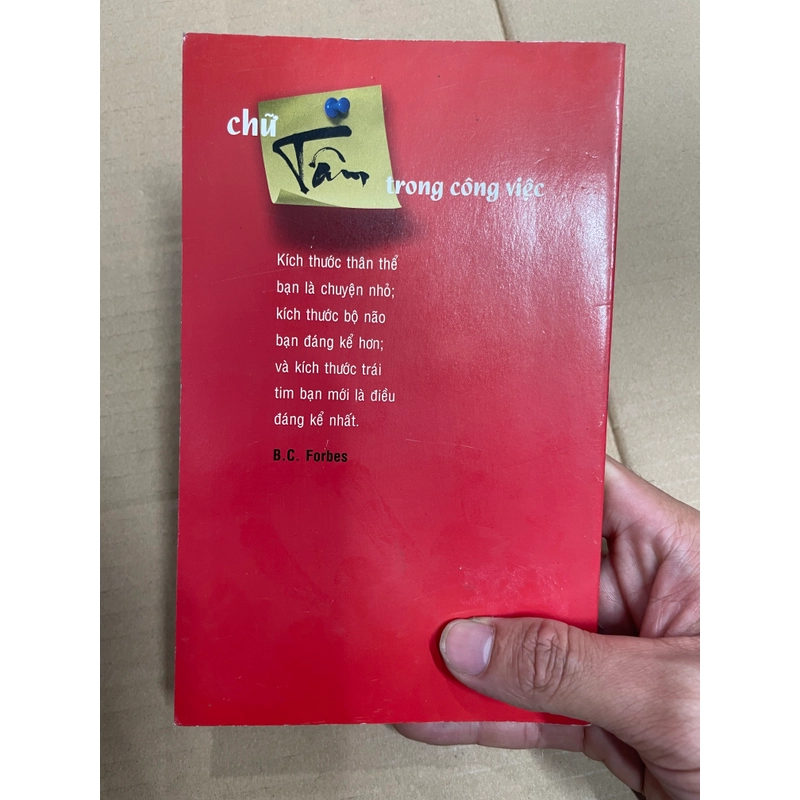 chữ
Tâm
trong công việc
Kích thước thân thể
bạn là chuyện nhỏ;
kích thước bộ não
bạn đáng kể hơn;
và kích thước trái
tim bạn mới là điều
đáng kể nhất.
B.C. Forbes